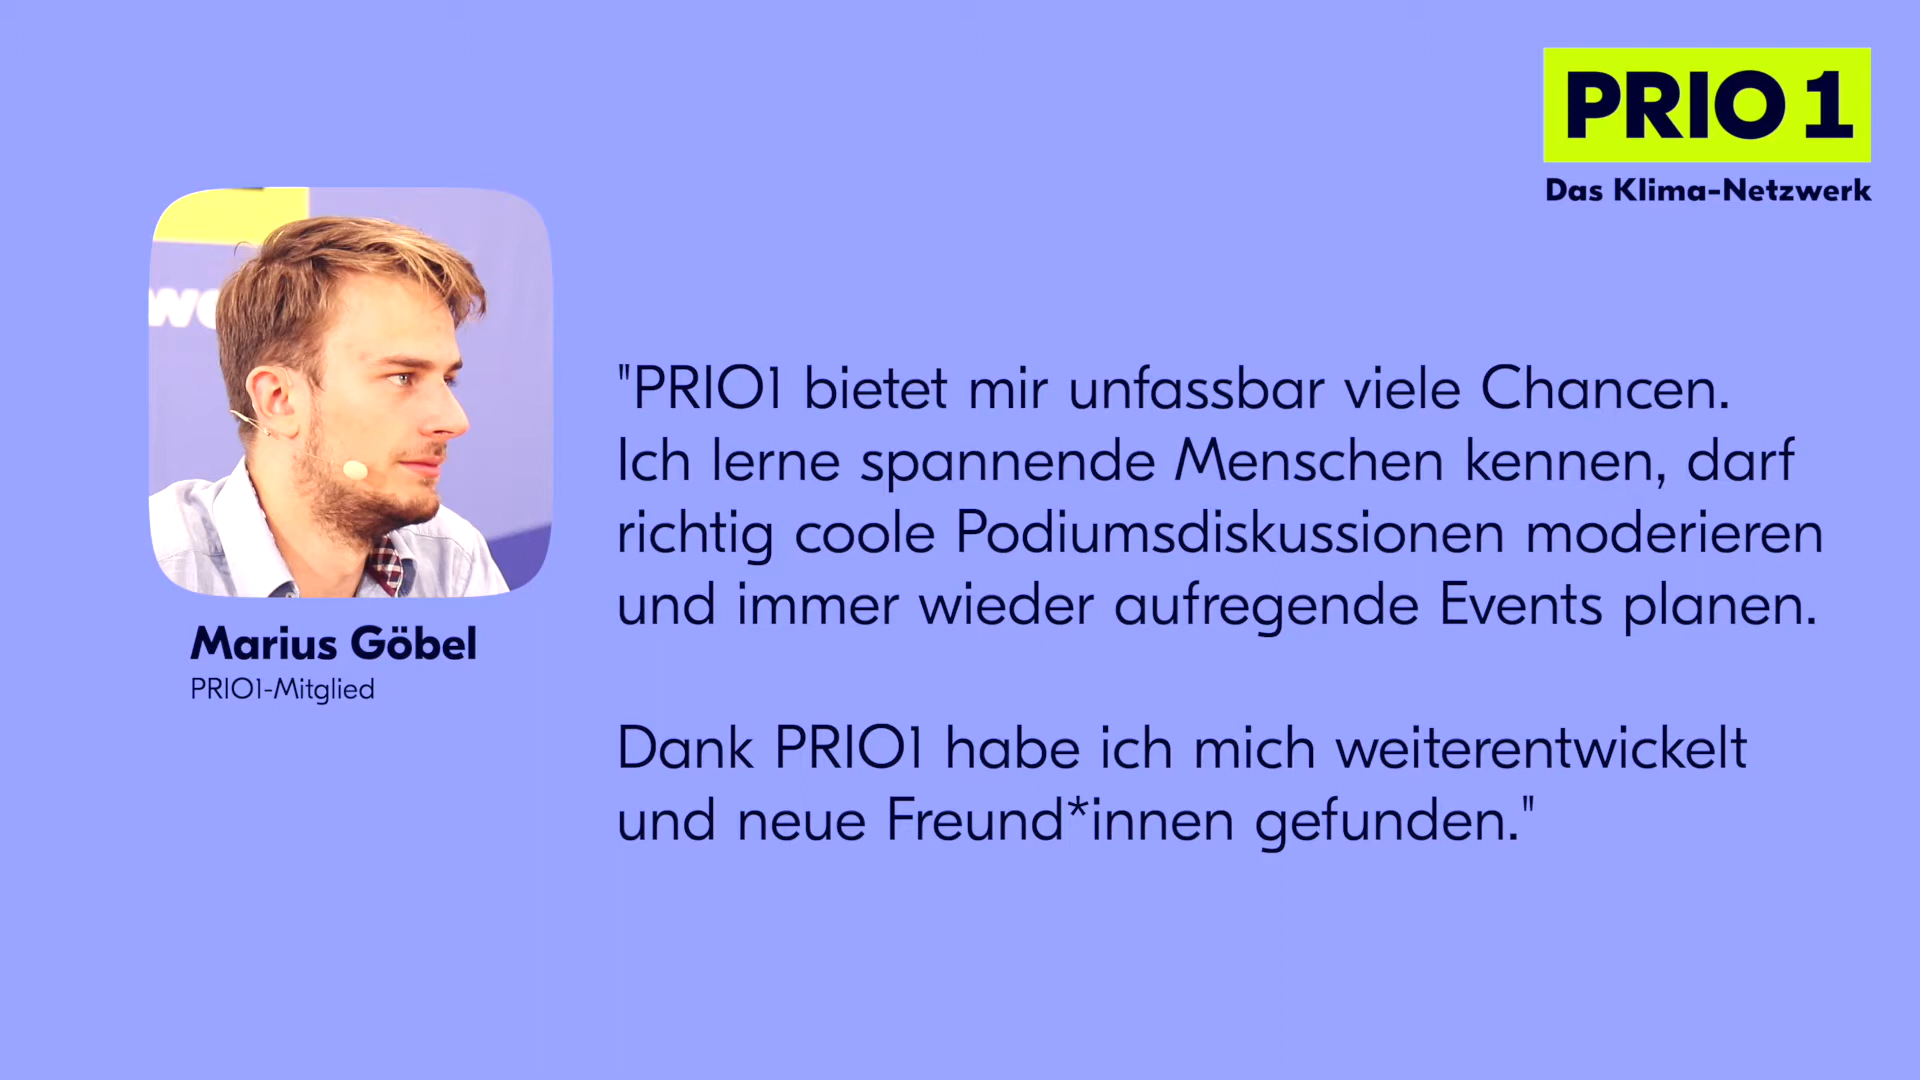 PRIO 1
Das Klima-Netzwerk
we
Marius Göbel
PRIO1-Mitglied
"PRIO1 bietet mir unfassbar viele Chancen.
Ich lerne spannende Menschen kennen, darf
richtig coole Podiumsdiskussionen moderieren
und immer wieder aufregende Events planen.
Dank PRIO1 habe ich mich weiterentwickelt
und neue Freund*innen gefunden."